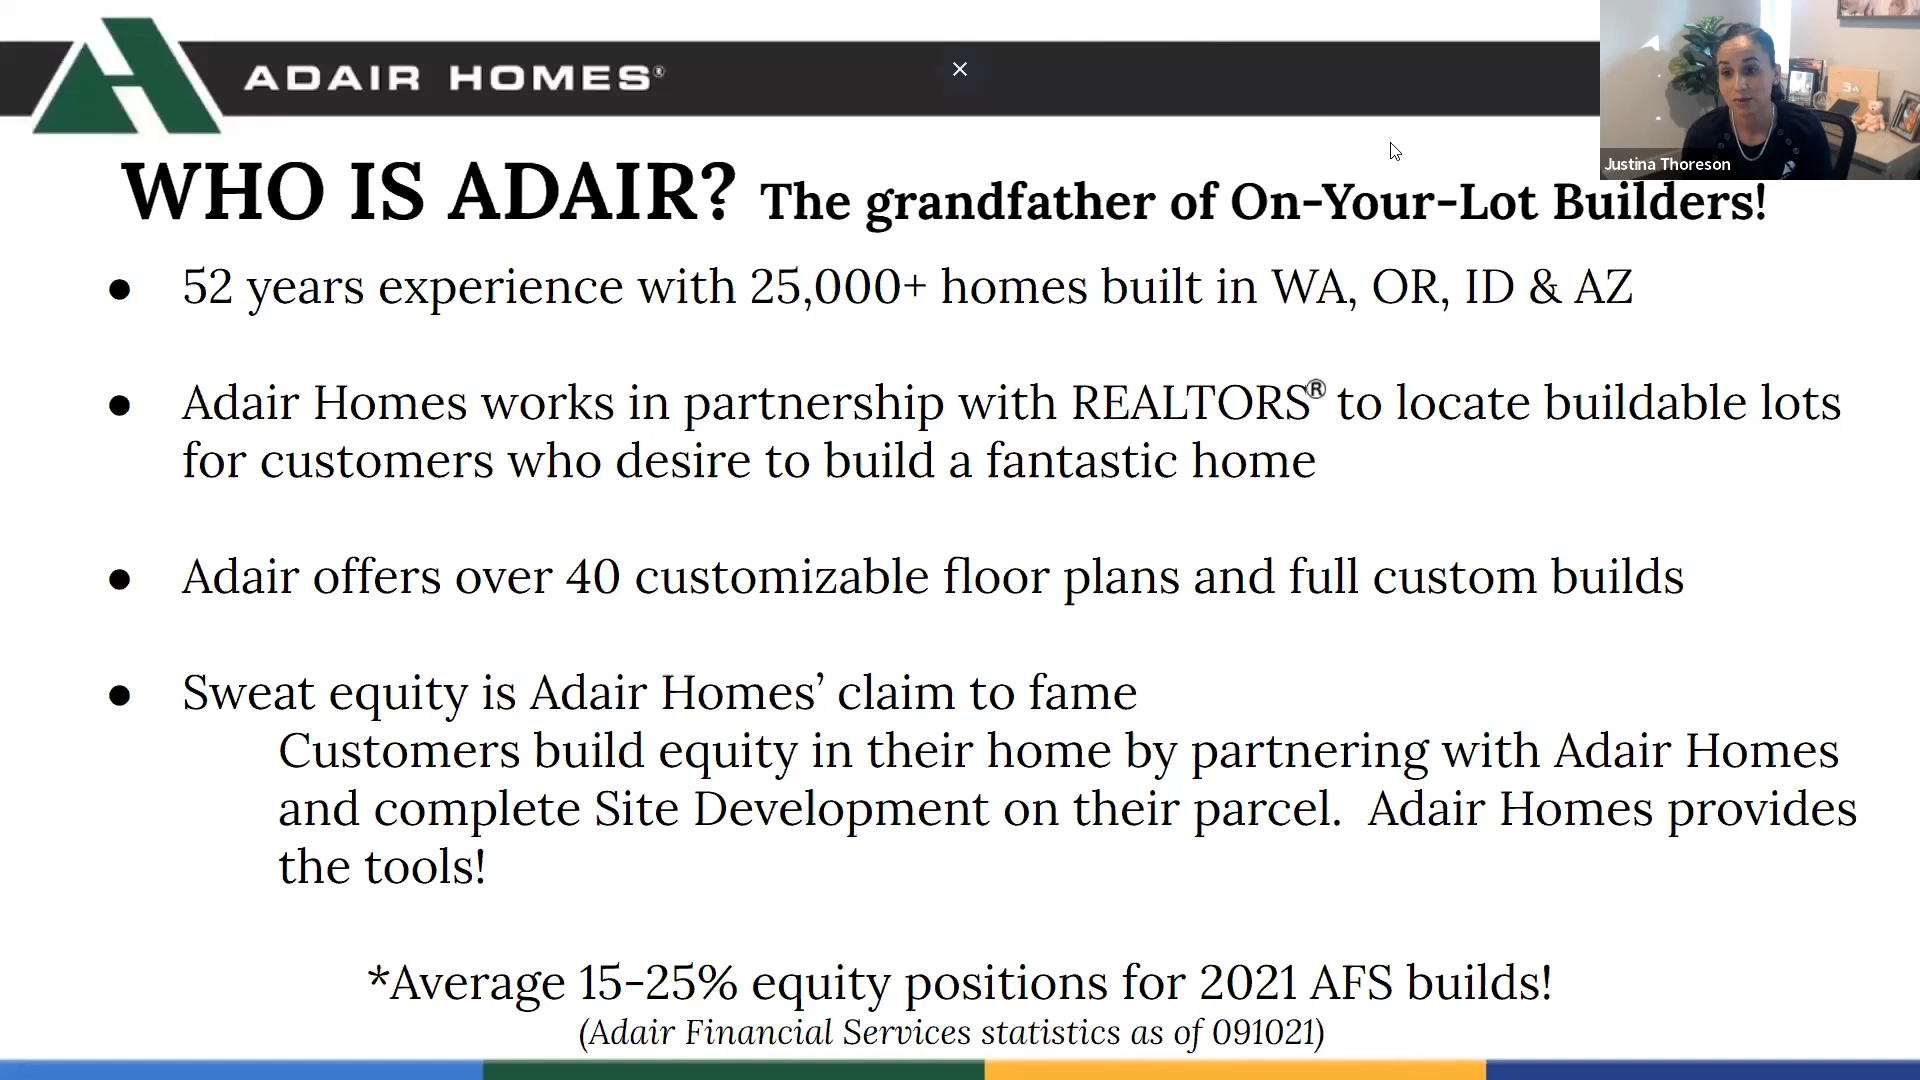 ADAIR HOMES®
Justina Thoreson
WHO IS ADAIR? The grandfather of On-Your-Lot Builders!
● 52 years experience with 25,000+ homes built in WA, OR, ID & AZ
● Adair Homes works in partnership with REALTORS® to locate buildable lots
for customers who desire to build a fantastic home
● Adair offers over 40 customizable floor plans and full custom builds
● Sweat equity is Adair Homes’ claim to fame
Customers build equity in their home by partnering with Adair Homes
and complete Site Development on their parcel.  Adair Homes provides
the tools!
*Average 15-25% equity positions for 2021 AFS builds!
(Adair Financial Services statistics as of 091021)